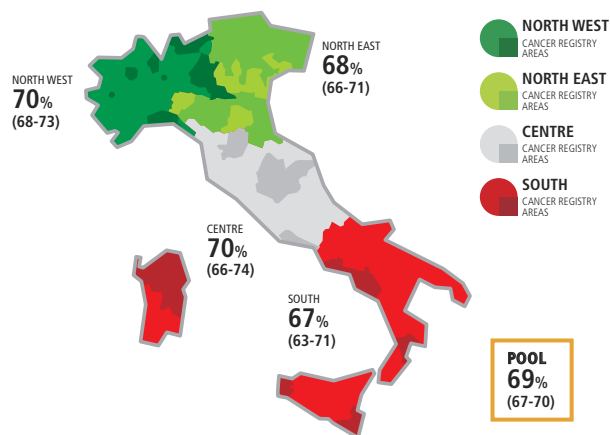 NORTH WEST
70%
(68-73)
NORTH EAST
68%
(66-71)
CENTRE
70%
(66-74)
SOUTH
67%
(63-71)
NORTH WEST
CANCER REGISTRY
AREAS
NORTH EAST
CANCER REGISTRY
AREAS
CENTRE
CANCER REGISTRY
AREAS
SOUTH
CANCER REGISTRY
AREAS
POOL
69%
(67-70)